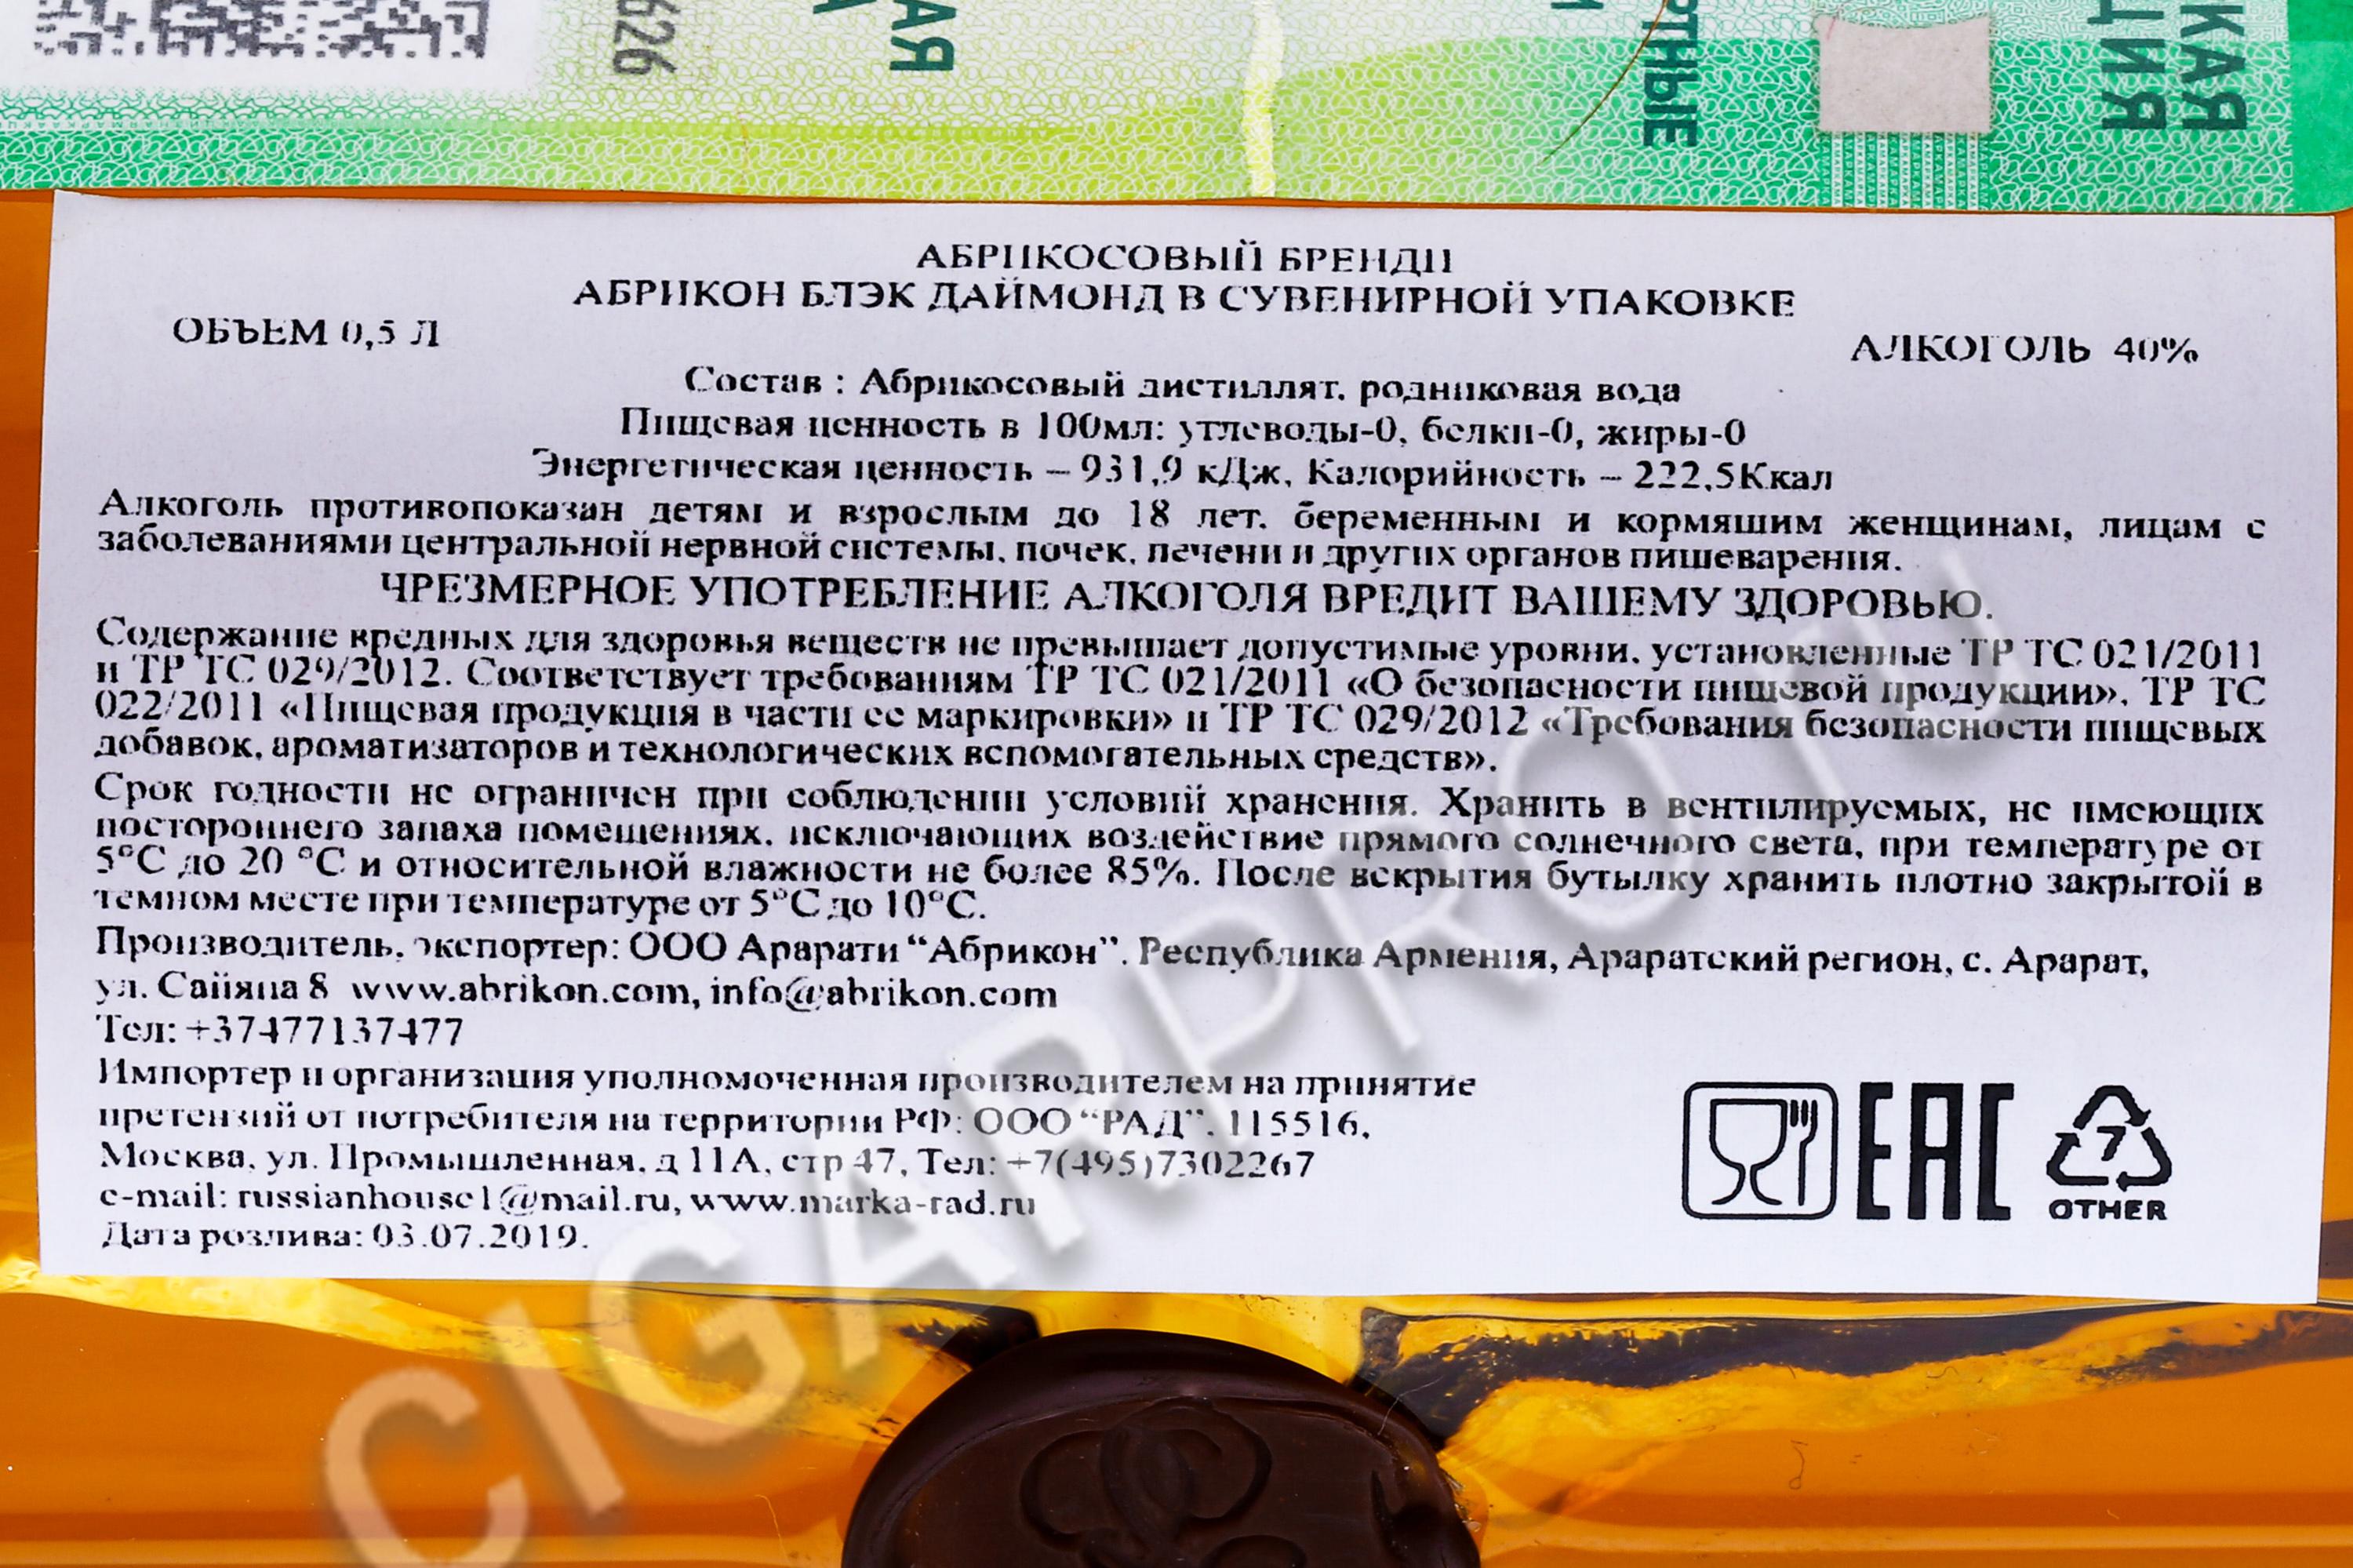 626
АЯ
РТНЫЕ
КАЯ
ЦИЯ
АБРИКОСОВЫЙ БРЕНДИ
АБРИКОН БЛЭК ДАЙМОНД В СУВЕНИРНОЙ УПАКОВКЕ
ОБЪЕМ 0,5 Л
АЛКОГОЛЬ 40%
Состав : Абрикосовый дистиллят, родниковая вода
Пищевая ценность в 100мл: углеводы-0, белки-0, жиры-0
Энергетическая ценность – 931,9 кДж, Калорийность – 222,5Ккал
Алкоголь противопоказан детям и взрослым до 18 лет, беременным и кормящим женщинам, лицам с
заболеваниями центральной нервной системы, почек, печени и других органов пищеварения.
ЧРЕЗМЕРНОЕ УПОТРЕБЛЕНИЕ АЛКОГОЛЯ ВРЕДИТ ВАШЕМУ ЗДОРОВЬЮ.
Содержание вредных для здоровья веществ не превышает допустимые уровни, установленные ТР ТС 021/2011
и ТР ТС 029/2012. Соответствует требованиям ТР ТС 021/2011 «О безопасности пищевой продукции», ТР ТС
022/2011 «Пищевая продукция в части ее маркировки» и ТР ТС 029/2012 «Требования безопасности пищевых
добавок, ароматизаторов и технологических вспомогательных средств».
Срок годности не ограничен при соблюдении условий хранения. Хранить в вентилируемых, не имеющих
постороннего запаха помещениях, исключающих воздействие прямого солнечного света, при температуре от
5°С до 20 °С и относительной влажности не более 85%. После вскрытия бутылку хранить плотно закрытой в
темном месте при температуре от 5°С до 10°С.
Производитель, экспортер: ООО Арарати “Абрикон”, Республика Армения, Араратский регион, с. Арарат,
ул. Саияна 8 www.abrikon.com, info@abrikon.com
Тел: +37477137477
Импортер и организация уполномоченная производителем на принятие
претензий от потребителя на территории РФ: ООО “РАД”, 115516,
Москва, ул. Промышленная, д 11А, стр 47, Тел: +7(495)7302267
e-mail: russianhouse1@mail.ru, www.marka-rad.ru
Дата розлива: 03.07.2019.
EAC
7
OTHER
CIGARPRO.ru